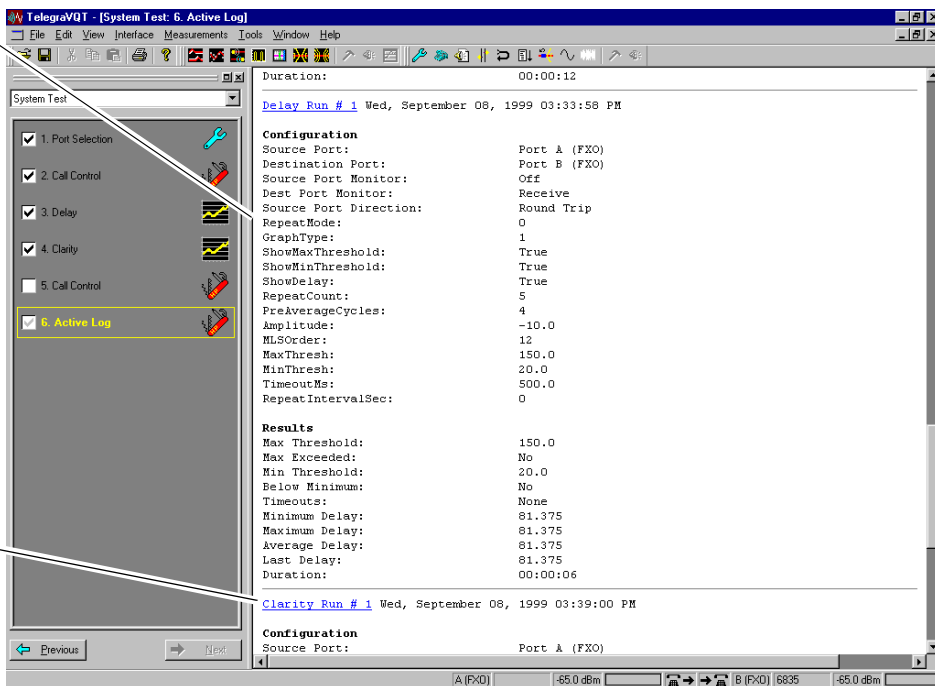 TelegraVQT - [System Test: 6. Active Log]
File Edit View Interface Measurements Tools Window Help
System Test
1. Port Selection
2. Call Control
3. Delay
4. Clarity
5. Call Control
6. Active Log
Previous
Next
Duration: 00:00:12
Delay Run # 1 Wed, September 08, 1999 03:33:58 PM
Configuration
Source Port: Port A (FXO)
Destination Port: Port B (FXO)
Source Port Monitor: Off
Dest Port Monitor: Receive
Source Port Direction: Round Trip
RepeatMode: 0
GraphType: 1
ShowMaxThreshold: True
ShowMinThreshold: True
ShowDelay: True
RepeatCount: 5
PreAverageCycles: 4
Amplitude: -10.0
MLSOrder: 12
MaxThresh: 150.0
MinThresh: 20.0
TimeoutMs: 500.0
RepeatIntervalSec: 0
Results
Max Threshold: 150.0
Max Exceeded: No
Min Threshold: 20.0
Below Minimum: No
Timeouts: None
Minimum Delay: 81.375
Maximum Delay: 81.375
Average Delay: 81.375
Last Delay: 81.375
Duration: 00:00:06
Clarity Run # 1 Wed, September 08, 1999 03:39:00 PM
Configuration
Source Port: Port A (FXO)
A (FXO) -65.0 dBm B (FXO) 6835 -65.0 dBm